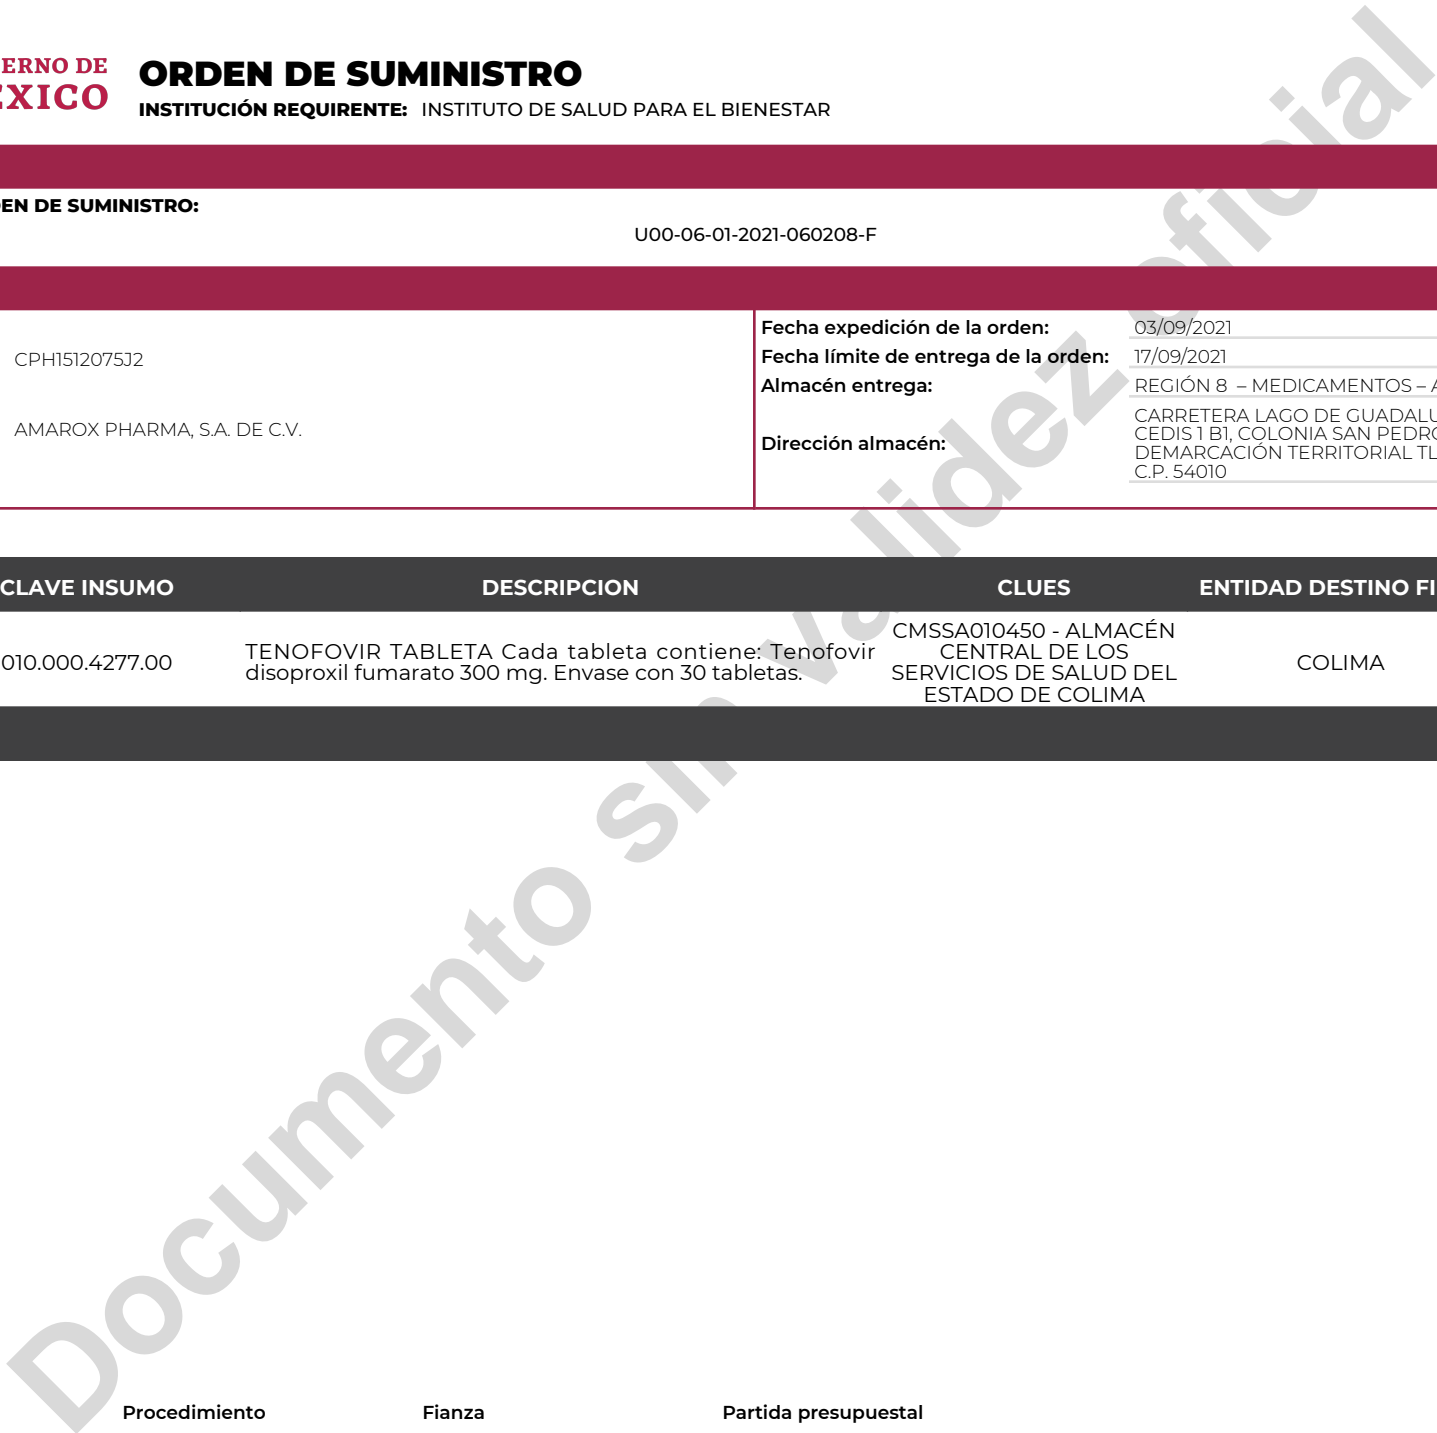 ERNO DE
EXICO
ORDEN DE SUMINISTRO
INSTITUCIÓN REQUIRENTE: INSTITUTO DE SALUD PARA EL BIENESTAR
EN DE SUMINISTRO:
U00-06-01-2021-060208-F
CPH1512075J2
AMAROX PHARMA, S.A. DE C.V.
Fecha expedición de la orden: 03/09/2021
Fecha límite de entrega de la orden: 17/09/2021
Almacén entrega: REGIÓN 8 – MEDICAMENTOS – A
Dirección almacén:
CARRETERA LAGO DE GUADALU
CEDIS 1 B1, COLONIA SAN PEDRO
DEMARCACIÓN TERRITORIAL TL
C.P. 54010
CLAVE INSUMO DESCRIPCION CLUES ENTIDAD DESTINO FI
010.000.4277.00
TENOFOVIR TABLETA Cada tableta contiene: Tenofovir
disoproxil fumarato 300 mg. Envase con 30 tabletas.
CMSSA010450 - ALMACÉN
CENTRAL DE LOS
SERVICIOS DE SALUD DEL
ESTADO DE COLIMA
COLIMA
Documento sin validez oficial
Procedimiento Fianza Partida presupuestal